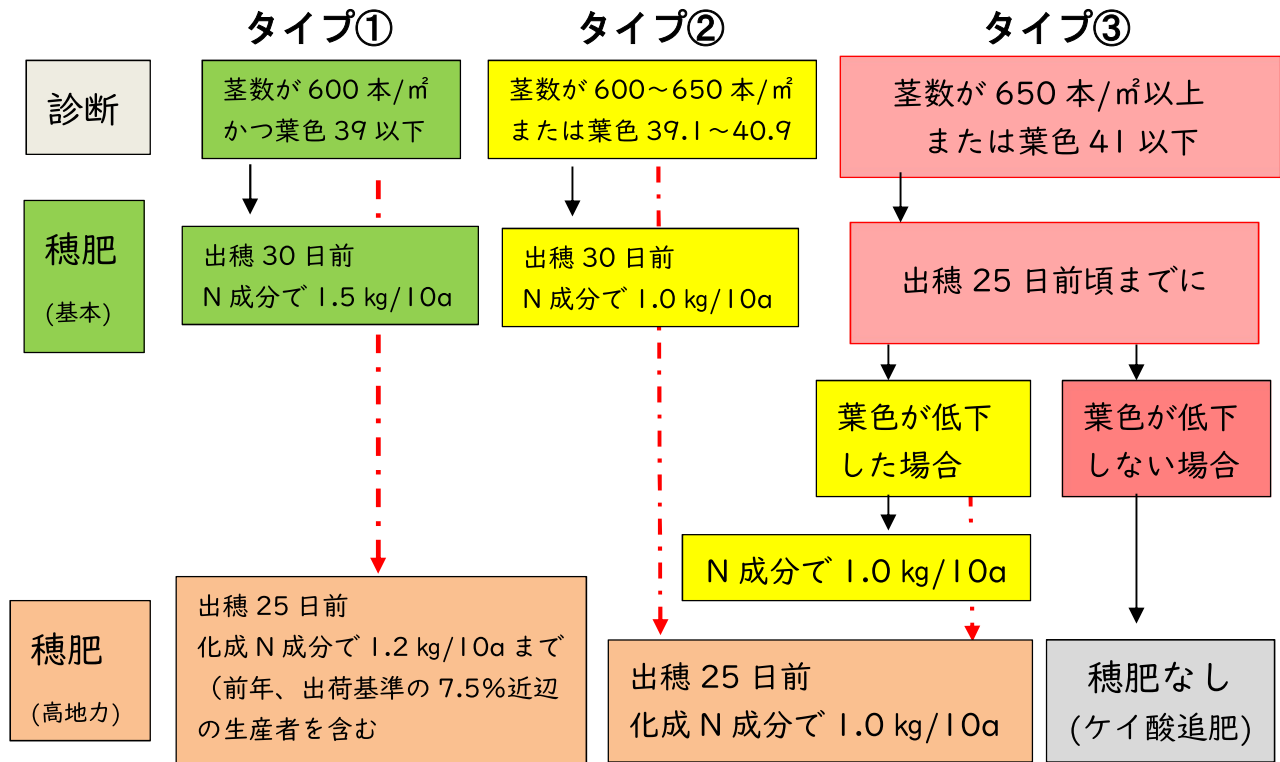 タイプ①
タイプ②
タイプ③
診断
茎数が 600 本/㎡
かつ葉色 39 以下
茎数が 600～650 本/㎡
または葉色 39.1～40.9
茎数が 650 本/㎡以上
または葉色 41 以下
穂肥
(基本)
出穂 30 日前
N 成分で 1.5 kg/10a
出穂 30 日前
N 成分で 1.0 kg/10a
出穂 25 日前頃までに
葉色が低下
した場合
葉色が低下
しない場合
N 成分で 1.0 kg/10a
穂肥
(高地力)
出穂 25 日前
化成 N 成分で 1.2 kg/10a まで
（前年、出荷基準の 7.5%近辺
の生産者を含む
出穂 25 日前
化成 N 成分で 1.0 kg/10a
穂肥なし
(ケイ酸追肥)